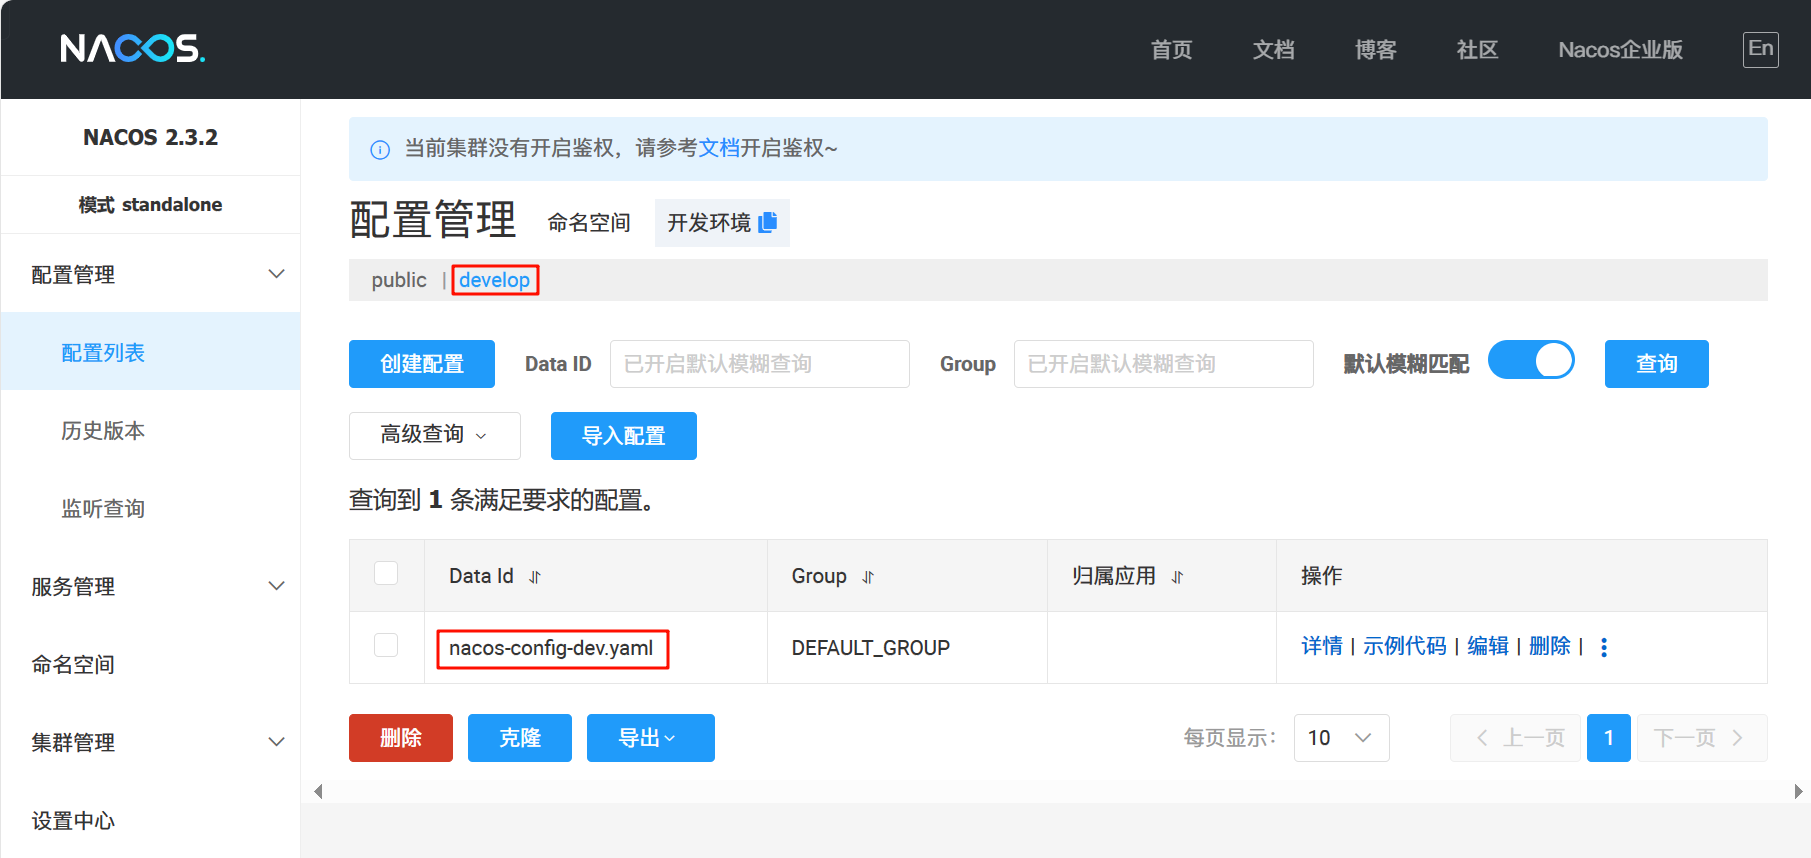 NACOS.
首页 文档 博客 社区 Nacos企业版 En
NACOS 2.3.2
模式 standalone
配置管理
配置列表
历史版本
监听查询
服务管理
命名空间
集群管理
设置中心
当前集群没有开启鉴权，请参考文档开启鉴权~
配置管理 命名空间 开发环境
public | develop
创建配置 Data ID 已开启默认模糊查询 Group 已开启默认模糊查询 默认模糊匹配 查询
高级查询 导入配置
查询到 1 条满足要求的配置。
Data Id Group 归属应用 操作
nacos-config-dev.yaml DEFAULT_GROUP 详情 | 示例代码 | 编辑 | 删除 |
删除 克隆 导出 每页显示： 10 上一页 1 下一页